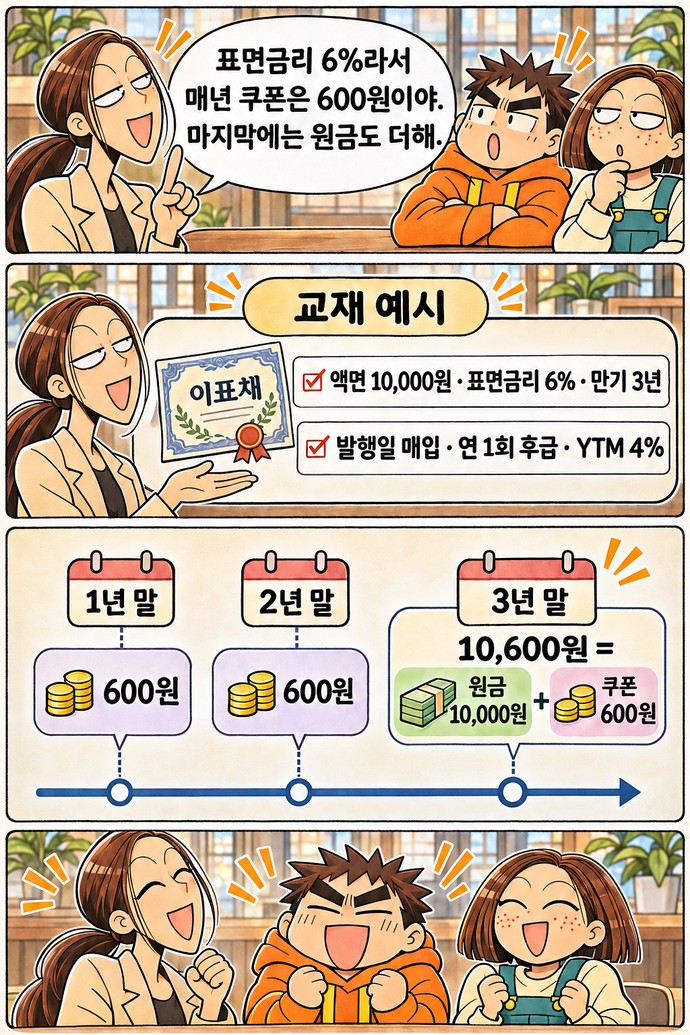 표면금리 6%라서
매년 쿠폰은 600원이야.
마지막에는 원금도 더해.
교재 예시
이표채
액면 10,000원 · 표면금리 6% · 만기 3년
발행일 매입 · 연 1회 후급 · YTM 4%
1년 말
600원
2년 말
600원
3년 말
10,600원 =
원금
10,000원
+
쿠폰
600원